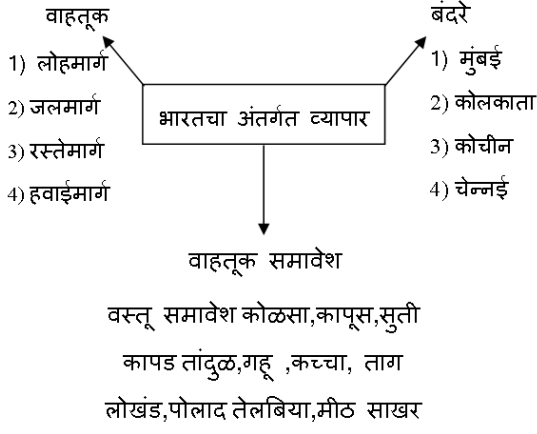 वाहतूक
1) लोहमार्ग
2) जलमार्ग
3) रस्तेमार्ग
4) हवाईमार्ग
बंदरे
1) मुंबई
2) कोलकाता
3) कोचीन
4) चेन्नई
भारतचा अंतर्गत व्यापार
वाहतूक समावेश
वस्तू समावेश कोळसा,कापूस,सुती
कापड तांदुळ,गहू ,कच्चा, ताग
लोखंड,पोलाद तेलबिया,मीठ साखर